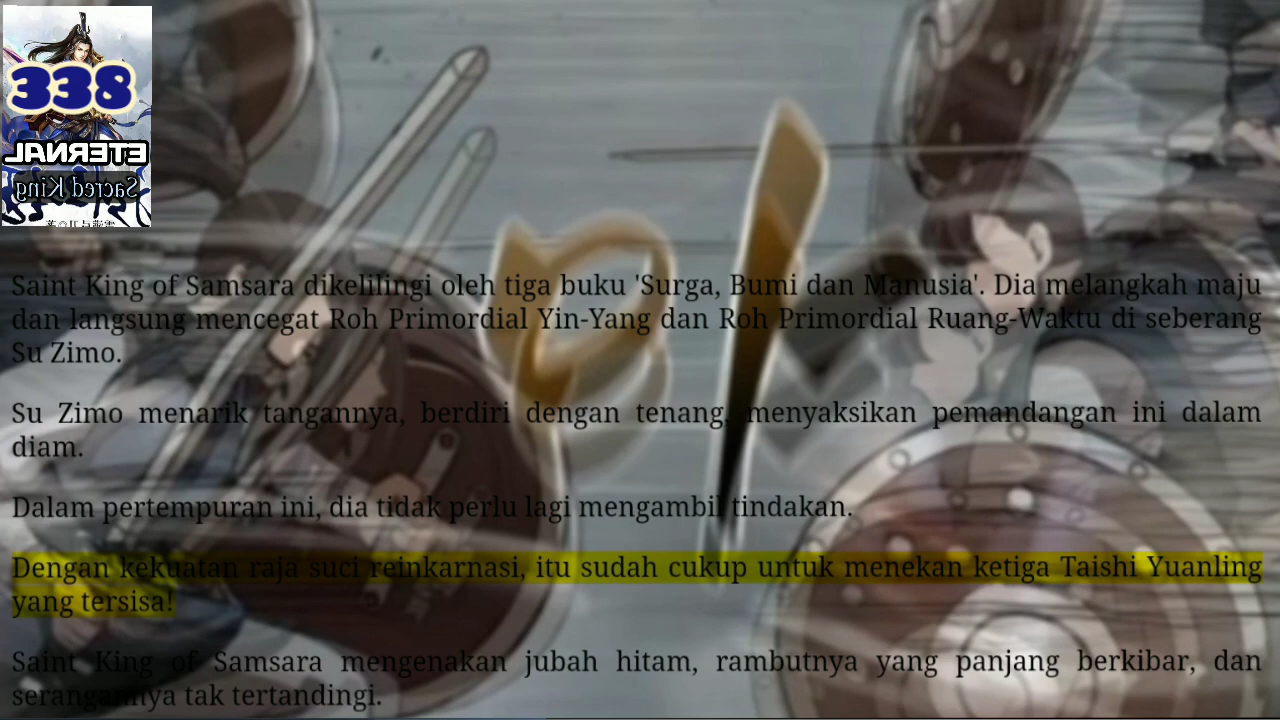 338
ETERNAL
Sacred King
Saint King of Samsara dikelilingi oleh tiga buku 'Surga, Bumi dan Manusia'. Dia melangkah maju
dan langsung mencegat Roh Primordial Yin-Yang dan Roh Primordial Ruang-Waktu di seberang
Su Zimo.
Su Zimo menarik tangannya, berdiri dengan tenang, menyaksikan pemandangan ini dalam
diam.
Dalam pertempuran ini, dia tidak perlu lagi mengambil tindakan.
Dengan kekuatan raja suci reinkarnasi, itu sudah cukup untuk menekan ketiga Taishi Yuanling
yang tersisa!
Saint King of Samsara mengenakan jubah hitam, rambutnya yang panjang berkibar, dan
serangannya tak tertandingi.